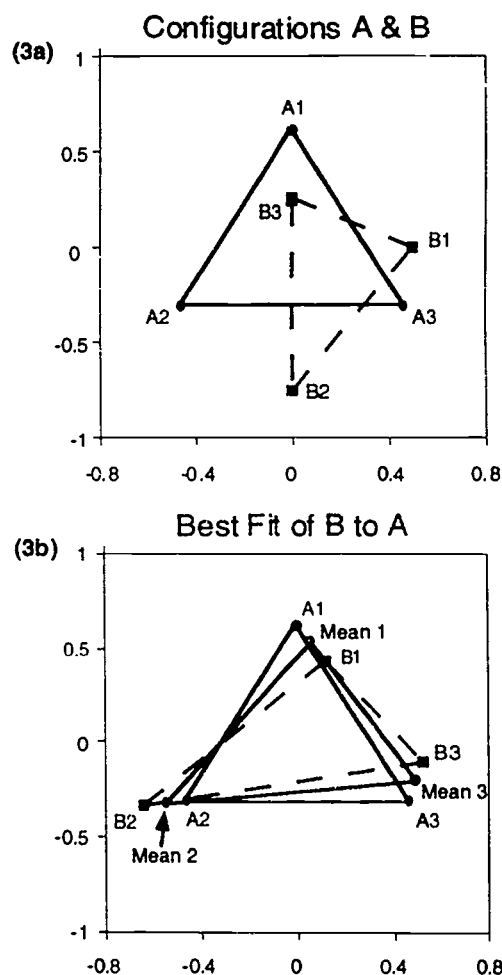 Configurations A & B
(3a)
1
A1
0.5
B3
B1
0
A2
A3
-0.5
B2
-1
-0.8
-0.4
0
0.4
0.8
Best Fit of B to A
(3b)
1
A1
Mean 1
0.5
B1
0
B3
Mean 3
B2
A2
A3
-0.5
Mean 2
-1
-0.8
-0.4
0
0.4
0.8